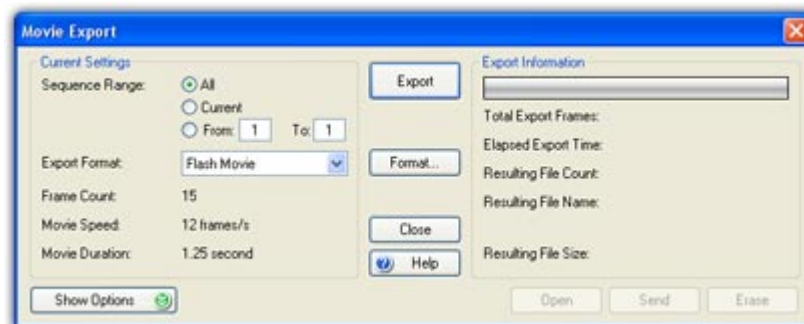 Movie Export
Current Settings
Sequence Range:
All
Current
From: 1 To: 1
Export Format:
Flash Movie
Frame Count:
15
Movie Speed:
12 frames/s
Movie Duration:
1.25 second
Show Options
Export
Format...
Close
Help
Export Information
Total Export Frames:
Elapsed Export Time:
Resulting File Count:
Resulting File Name:
Resulting File Size:
Open
Send
Erase